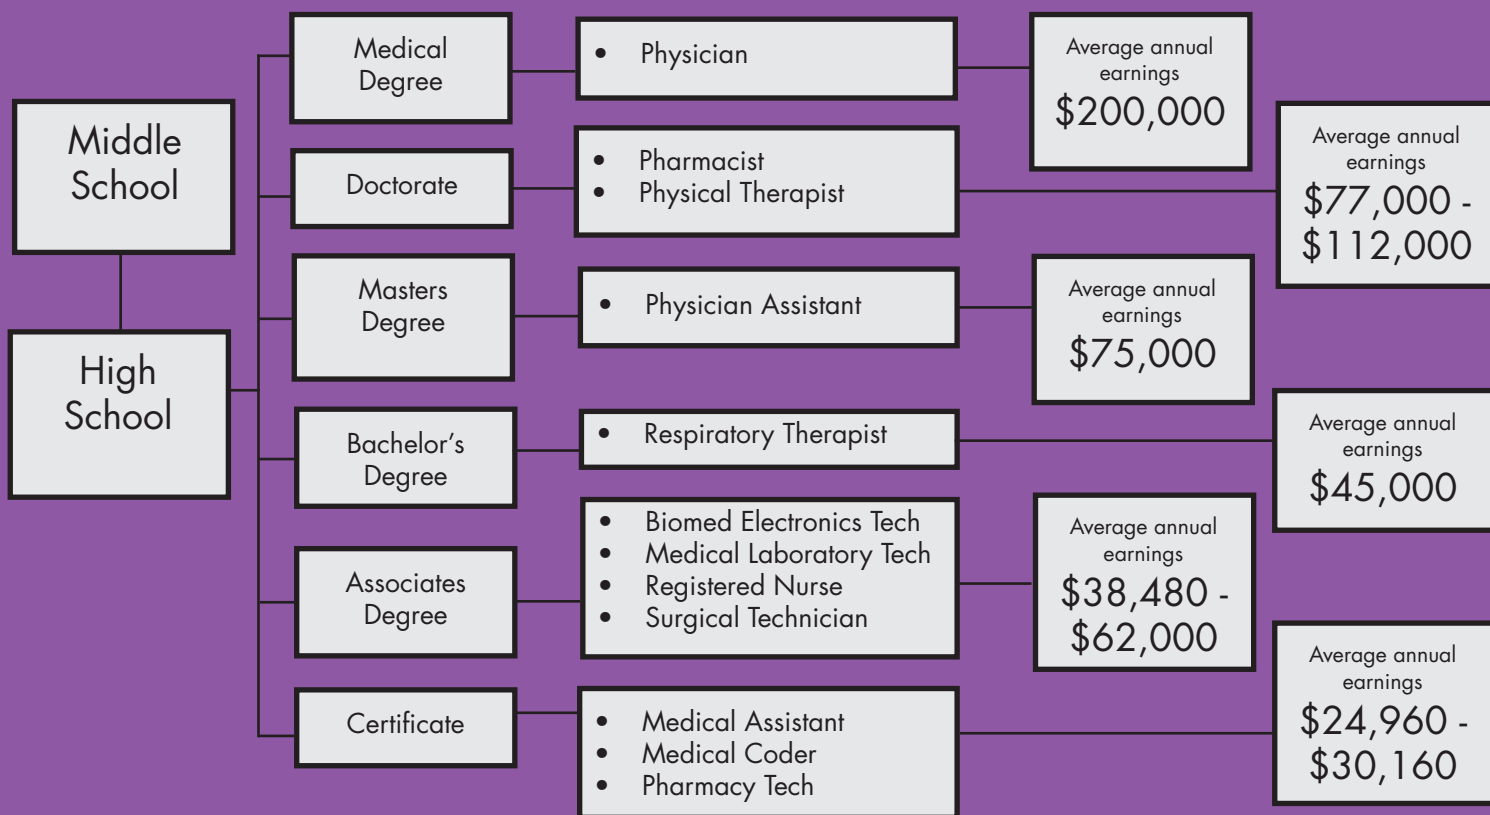 Middle
School
High
School
Medical
Degree
• Physician
Average annual
earnings
$200,000
Doctorate
• Pharmacist
• Physical Therapist
Average annual
earnings
$77,000 -
$112,000
Masters
Degree
• Physician Assistant
Average annual
earnings
$75,000
Bachelor’s
Degree
• Respiratory Therapist
Average annual
earnings
$45,000
Associates
Degree
• Biomed Electronics Tech
• Medical Laboratory Tech
• Registered Nurse
• Surgical Technician
Average annual
earnings
$38,480 -
$62,000
Certificate
• Medical Assistant
• Medical Coder
• Pharmacy Tech
Average annual
earnings
$24,960 -
$30,160